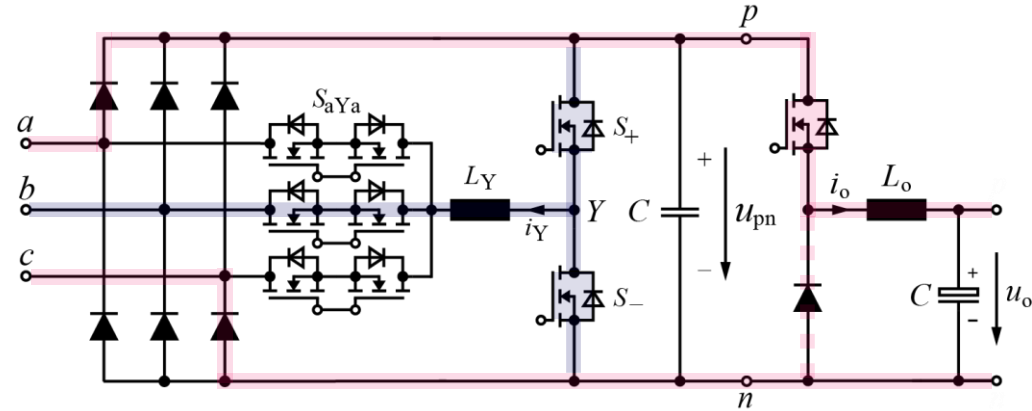 p
a
S_aYa
S_+
b
L_Y
i_Y
Y
C
+
u_pn
–
i_o
L_o
c
S_–
C
+
-
u_o
n